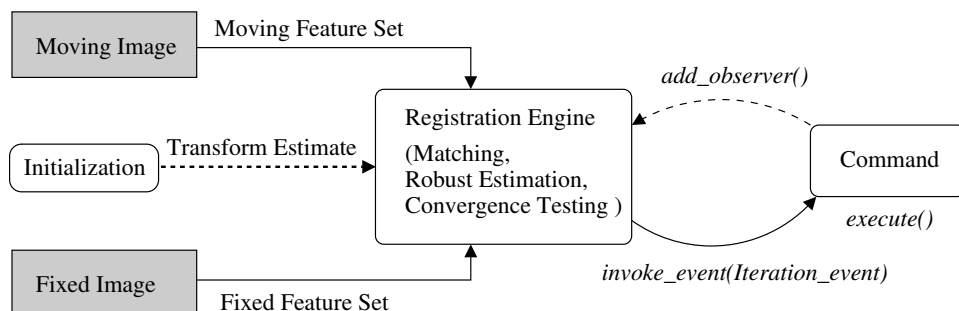 Moving Image
Moving Feature Set
add_observer()
Registration Engine
(Matching,
Robust Estimation,
Convergence Testing )
Initialization
Transform Estimate
Command
execute()
invoke_event(Iteration_event)
Fixed Image
Fixed Feature Set